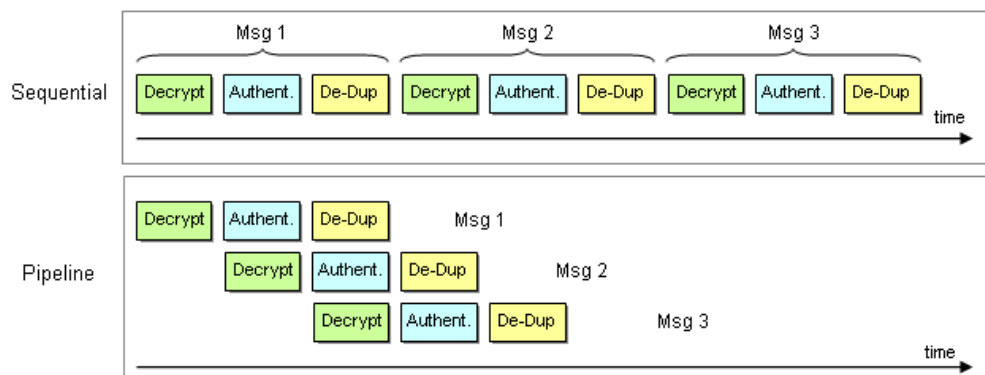 Msg 1 Msg 2 Msg 3
Sequential Decrypt Authent. De-Dup Decrypt Authent. De-Dup Decrypt Authent. De-Dup
time
Decrypt Authent. De-Dup Msg 1
Pipeline Decrypt Authent. De-Dup Msg 2
Decrypt Authent. De-Dup Msg 3
time